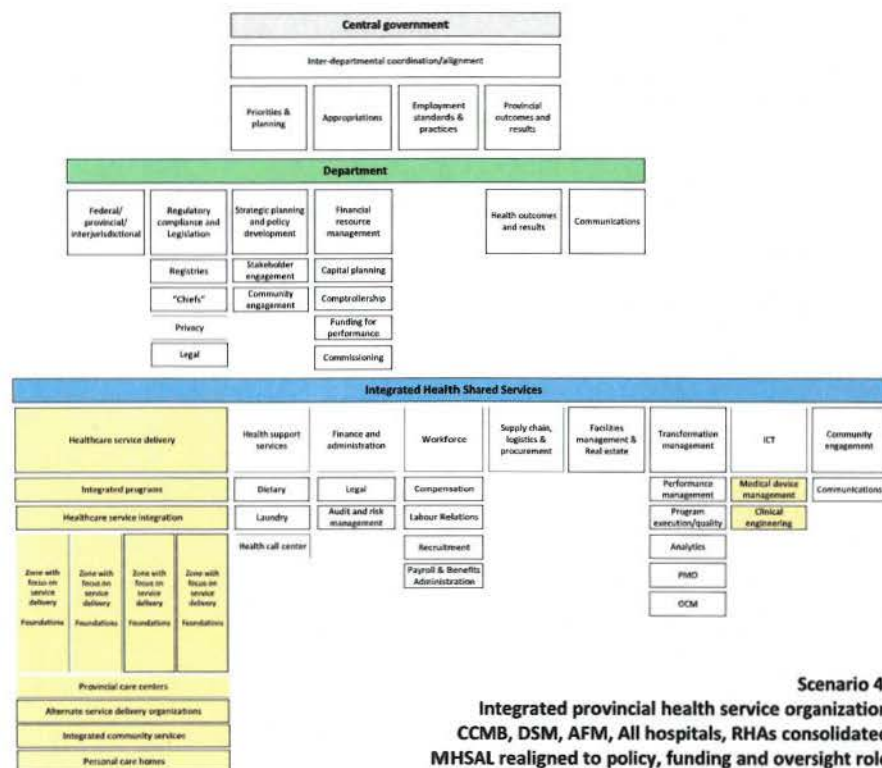 Central government
Inter-departmental coordination/alignment
Priorities &
planning
Appropriations
Employment
standards &
practices
Provincial
outcomes and
results
Department
Federal/
provincial/
interjurisdictional
Regulatory
compliance and
Legislation
Strategic planning
and policy
development
Financial
resource
management
Health outcomes
and results
Communications
Registries
"Chiefs"
Privacy
Legal
Stakeholder
engagement
Community
engagement
Capital planning
Comptrollership
Funding for
performance
Commissioning
Integrated Health Shared Services
Healthcare service delivery
Health support
services
Finance and
administration
Workforce
Supply chain,
logistics &
procurement
Facilities
management &
Real estate
Transformation
management
ICT
Community
engagement
Integrated programs
Healthcare service integration
Dietary
Laundry
Health call center
Legal
Audit and risk
management
Compensation
Labour Relations
Recruitment
Payroll & Benefits
Administration
Performance
management
Program
execution/quality
Analytics
PMO
OCM
Medical device
management
Clinical
engineering
Communications
Zone with
focus on
service
delivery
Foundations
Zone with
focus on
service
delivery
Foundations
Zone with
focus on
service
delivery
Foundations
Zone with
focus on
service
delivery
Foundations
Provincial care centers
Alternate service delivery organizations
Integrated community services
Personal care homes
Scenario 4
Integrated provincial health service organization
CCMB, DSM, AFM, All hospitals, RHAs consolidated
MHSAL realigned to policy, funding and oversight role